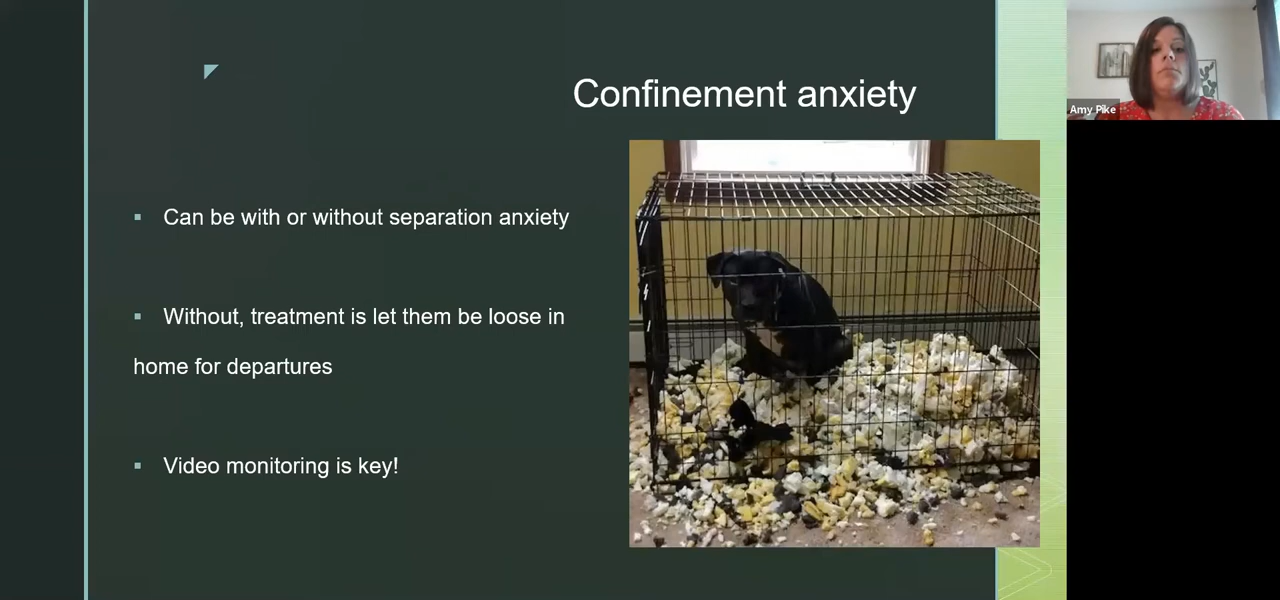 Confinement anxiety
Amy Pike
▪ Can be with or without separation anxiety
▪ Without, treatment is let them be loose in
home for departures
▪ Video monitoring is key!